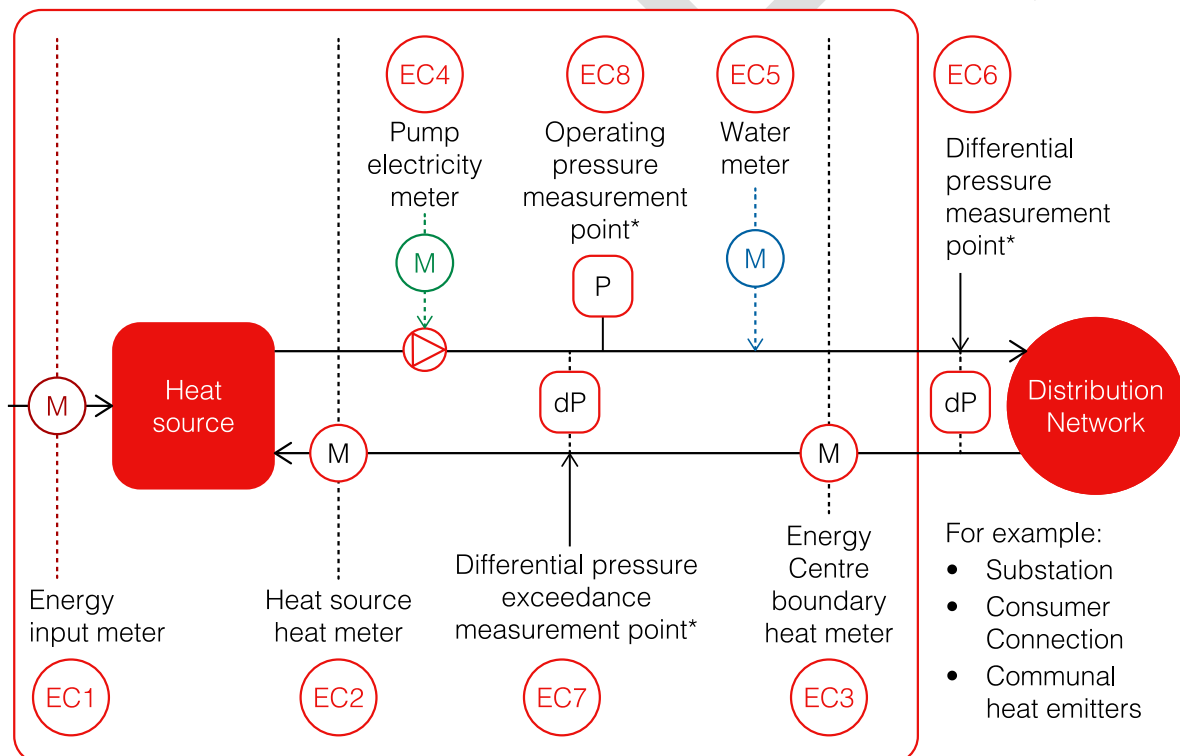 EC4
EC8
EC5
EC6
Pump
electricity
meter
Operating
pressure
measurement
point*
Water
meter
Differential
pressure
measurement
point*
M
P
M
M
Heat
source
dP
dP
Distribution
Network
M
M
Energy
input meter
Heat source
heat meter
Differential pressure
exceedance
measurement point*
Energy
Centre
boundary
heat meter
For example:
• Substation
• Consumer
Connection
• Communal
heat emitters
EC1
EC2
EC7
EC3